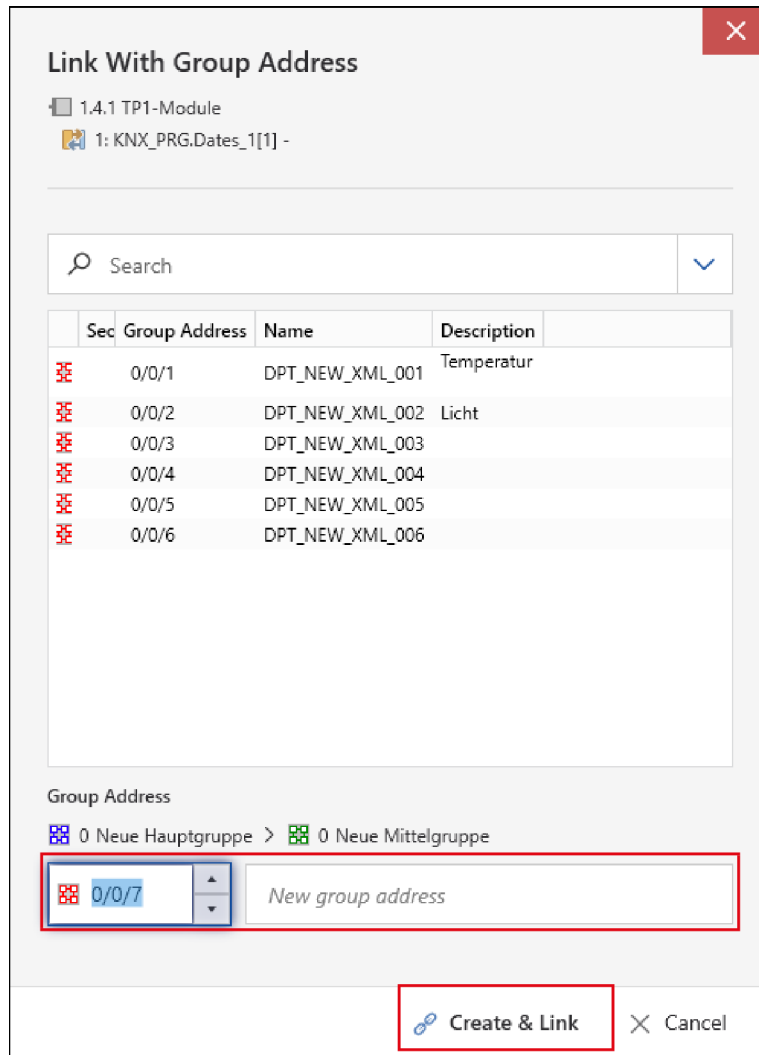 Link With Group Address
1.4.1 TP1-Module
1: KNX_PRG.Dates_1[1] -
Search
Sec Group Address Name Description
0/0/1 DPT_NEW_XML_001 Temperatur
0/0/2 DPT_NEW_XML_002 Licht
0/0/3 DPT_NEW_XML_003
0/0/4 DPT_NEW_XML_004
0/0/5 DPT_NEW_XML_005
0/0/6 DPT_NEW_XML_006
Group Address
0 Neue Hauptgruppe > 0 Neue Mittelgruppe
0/0/7 New group address
Create & Link Cancel